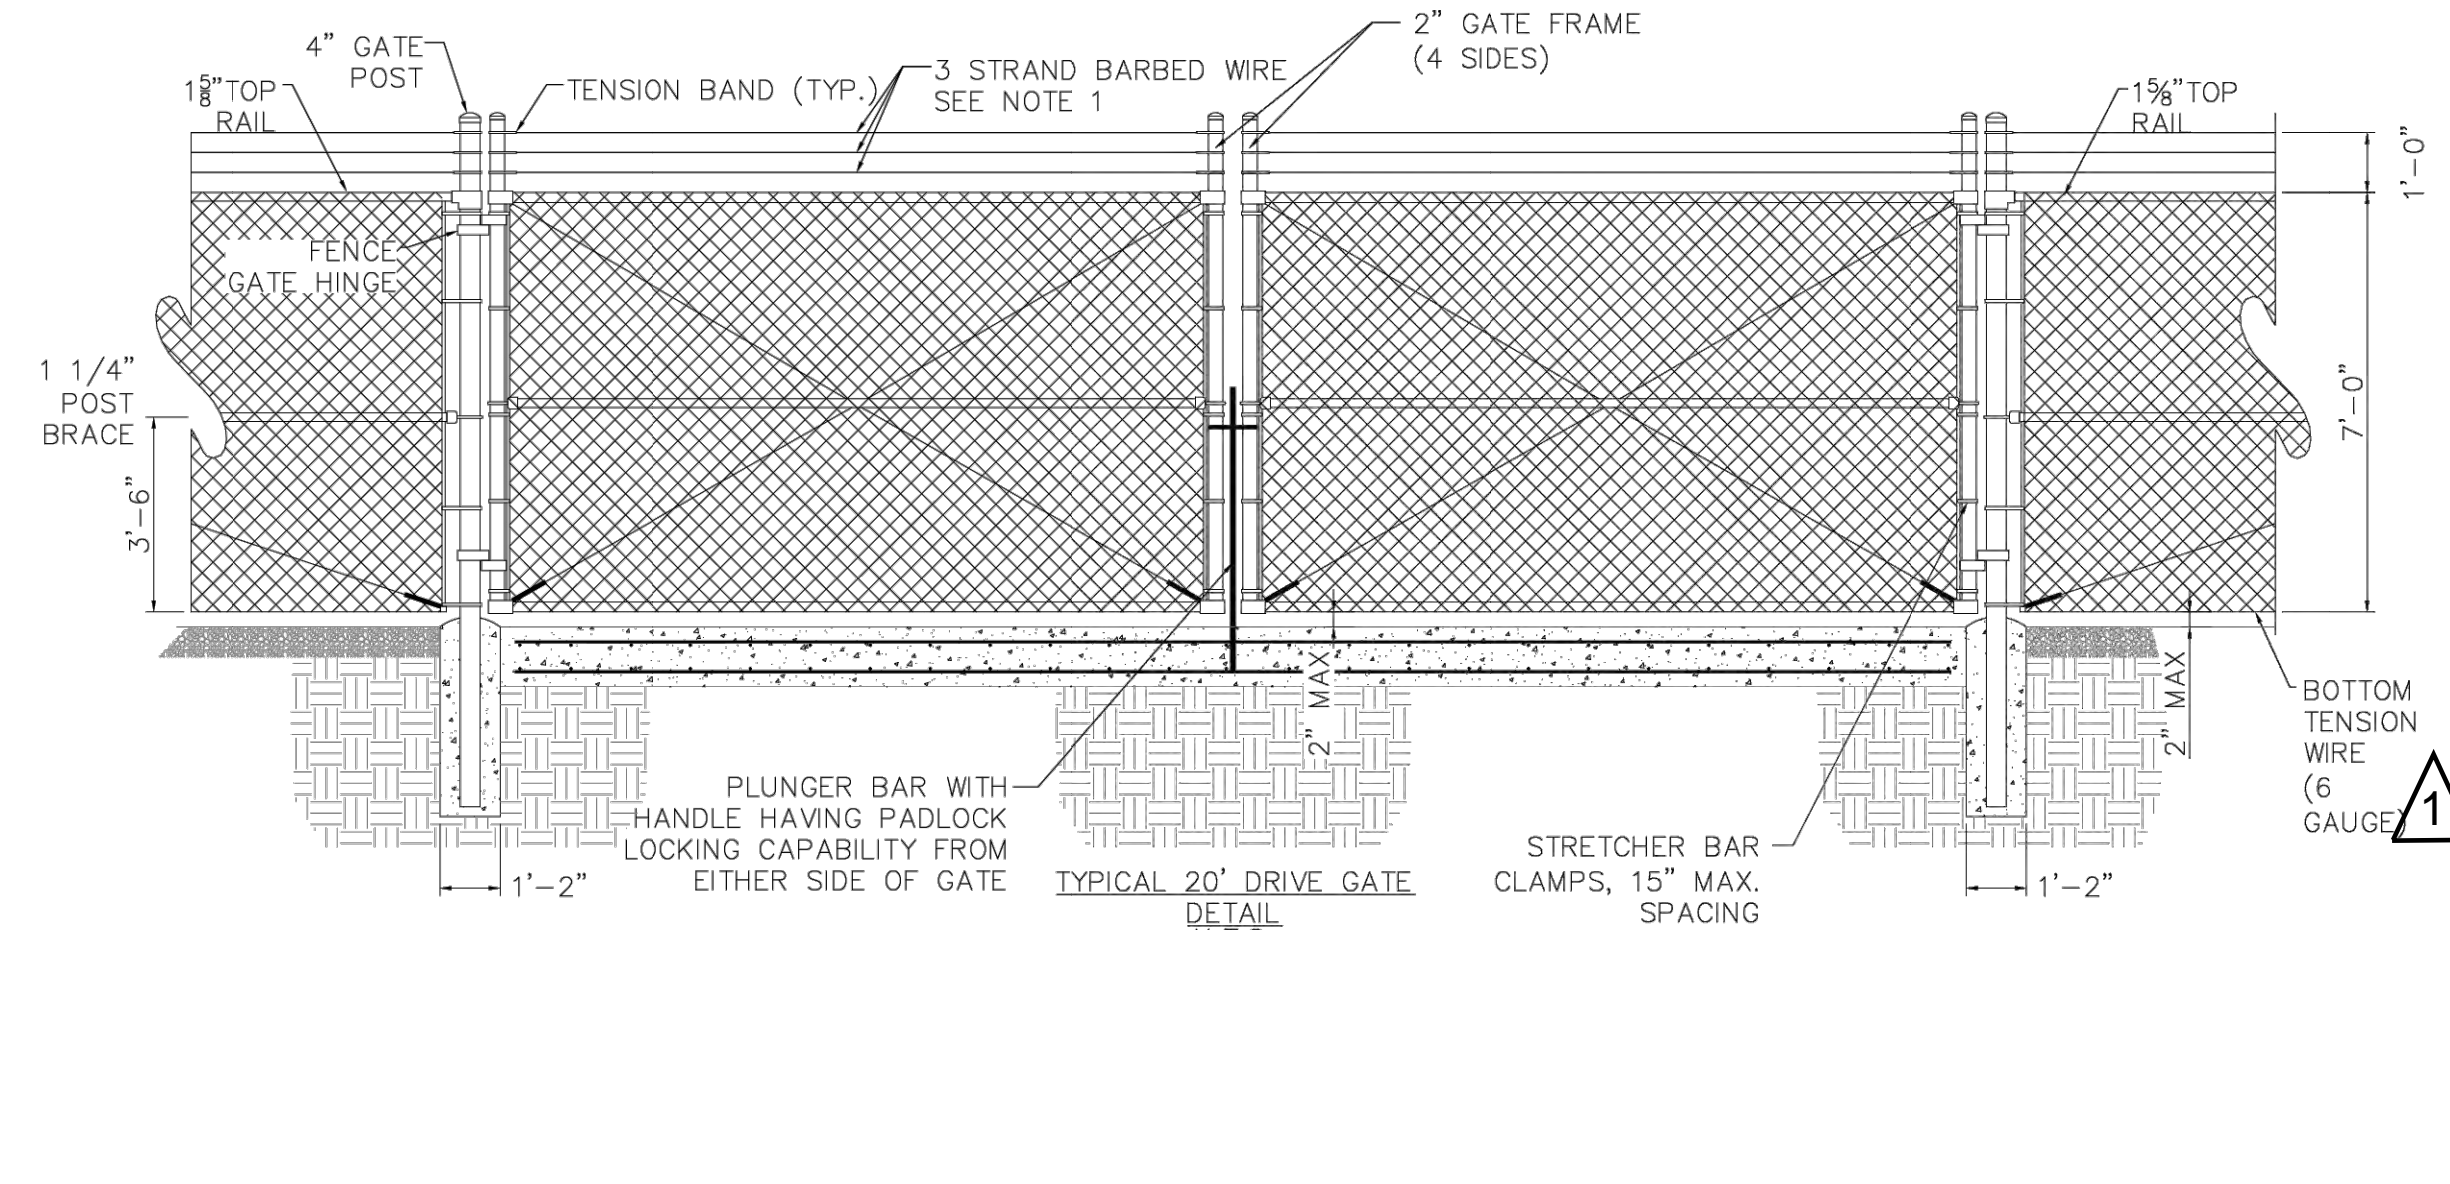 4" GATE
POST
1⅝"TOP
RAIL
TENSION BAND (TYP.)
3 STRAND BARBED WIRE
SEE NOTE 1
2" GATE FRAME
(4 SIDES)
1⅝"TOP
RAIL
1'-0"
FENCE
GATE HINGE
1 1/4"
POST
BRACE
3'-6"
7'-0"
2" MAX
2" MAX
BOTTOM
TENSION
WIRE
(6
GAUGE)
1
PLUNGER BAR WITH
HANDLE HAVING PADLOCK
LOCKING CAPABILITY FROM
EITHER SIDE OF GATE
STRETCHER BAR
CLAMPS, 15" MAX.
SPACING
1'-2"
1'-2"
TYPICAL 20' DRIVE GATE
DETAIL